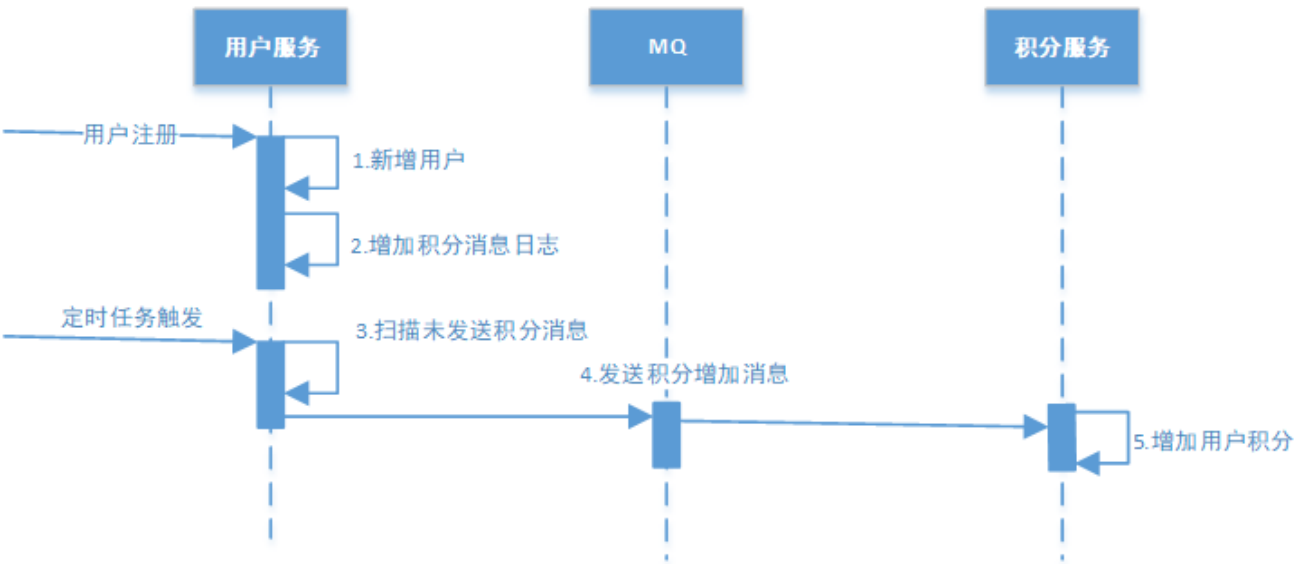 用户服务
MQ
积分服务
用户注册
1.新增用户
2.增加积分消息日志
定时任务触发
3.扫描未发送积分消息
4.发送积分增加消息
5.增加用户积分